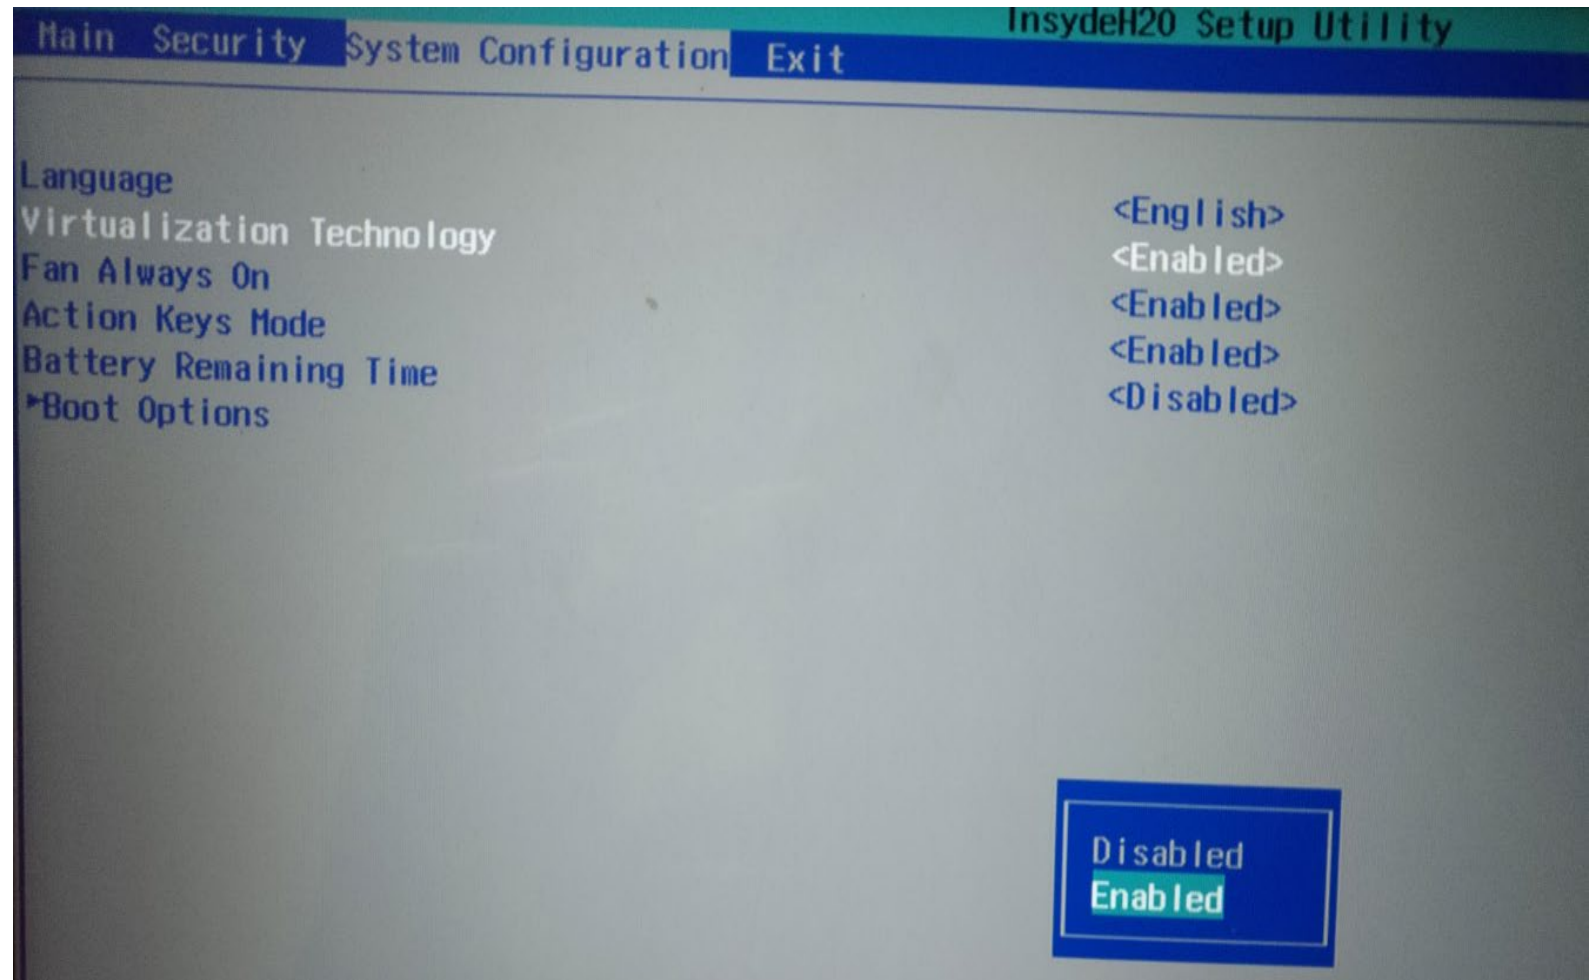 InsydeH20 Setup Utility
Main Security System Configuration Exit
Language <English>
Virtualization Technology <Enabled>
Fan Always On <Enabled>
Action Keys Mode <Enabled>
Battery Remaining Time <Disabled>
►Boot Options
Disabled
Enabled